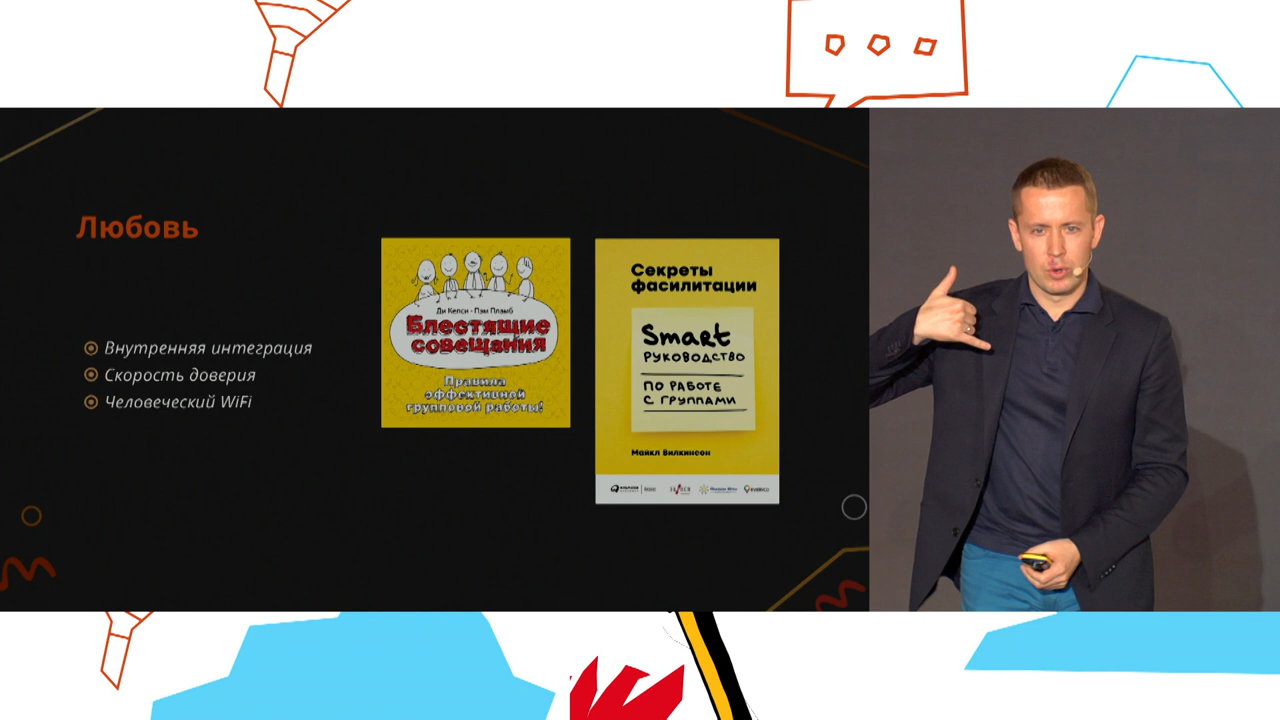 Любовь
Внутренняя интеграция
Скорость доверия
Человеческий WiFi
Ди Келси · Пэм Пламб
Блестящие
совещания
Правила
эффективной
групповой работы!
Секреты
фасилитации
Smart
РУКОВОДСТВО
ПО РАБОТЕ
С ГРУППАМИ
Майкл Вилкинсон